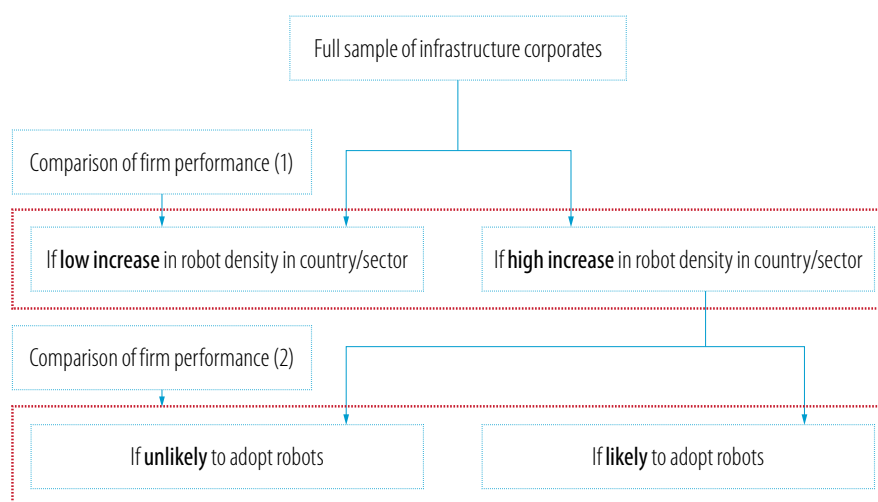 Full sample of infrastructure corporates
Comparison of firm performance (1)
If low increase in robot density in country/sector
If high increase in robot density in country/sector
Comparison of firm performance (2)
If unlikely to adopt robots
If likely to adopt robots